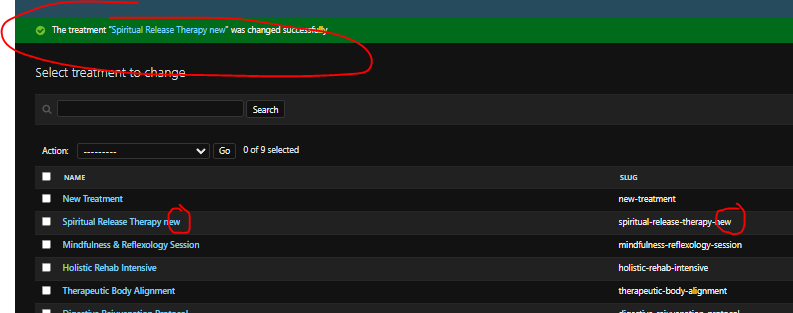 The treatment "Spiritual Release Therapy new" was changed successfully.
Select treatment to change
Search
Action: --------- Go 0 of 9 selected
NAME SLUG
New Treatment new-treatment
Spiritual Release Therapy new spiritual-release-therapy-new
Mindfulness & Reflexology Session mindfulness-reflexology-session
Holistic Rehab Intensive holistic-rehab-intensive
Therapeutic Body Alignment therapeutic-body-alignment